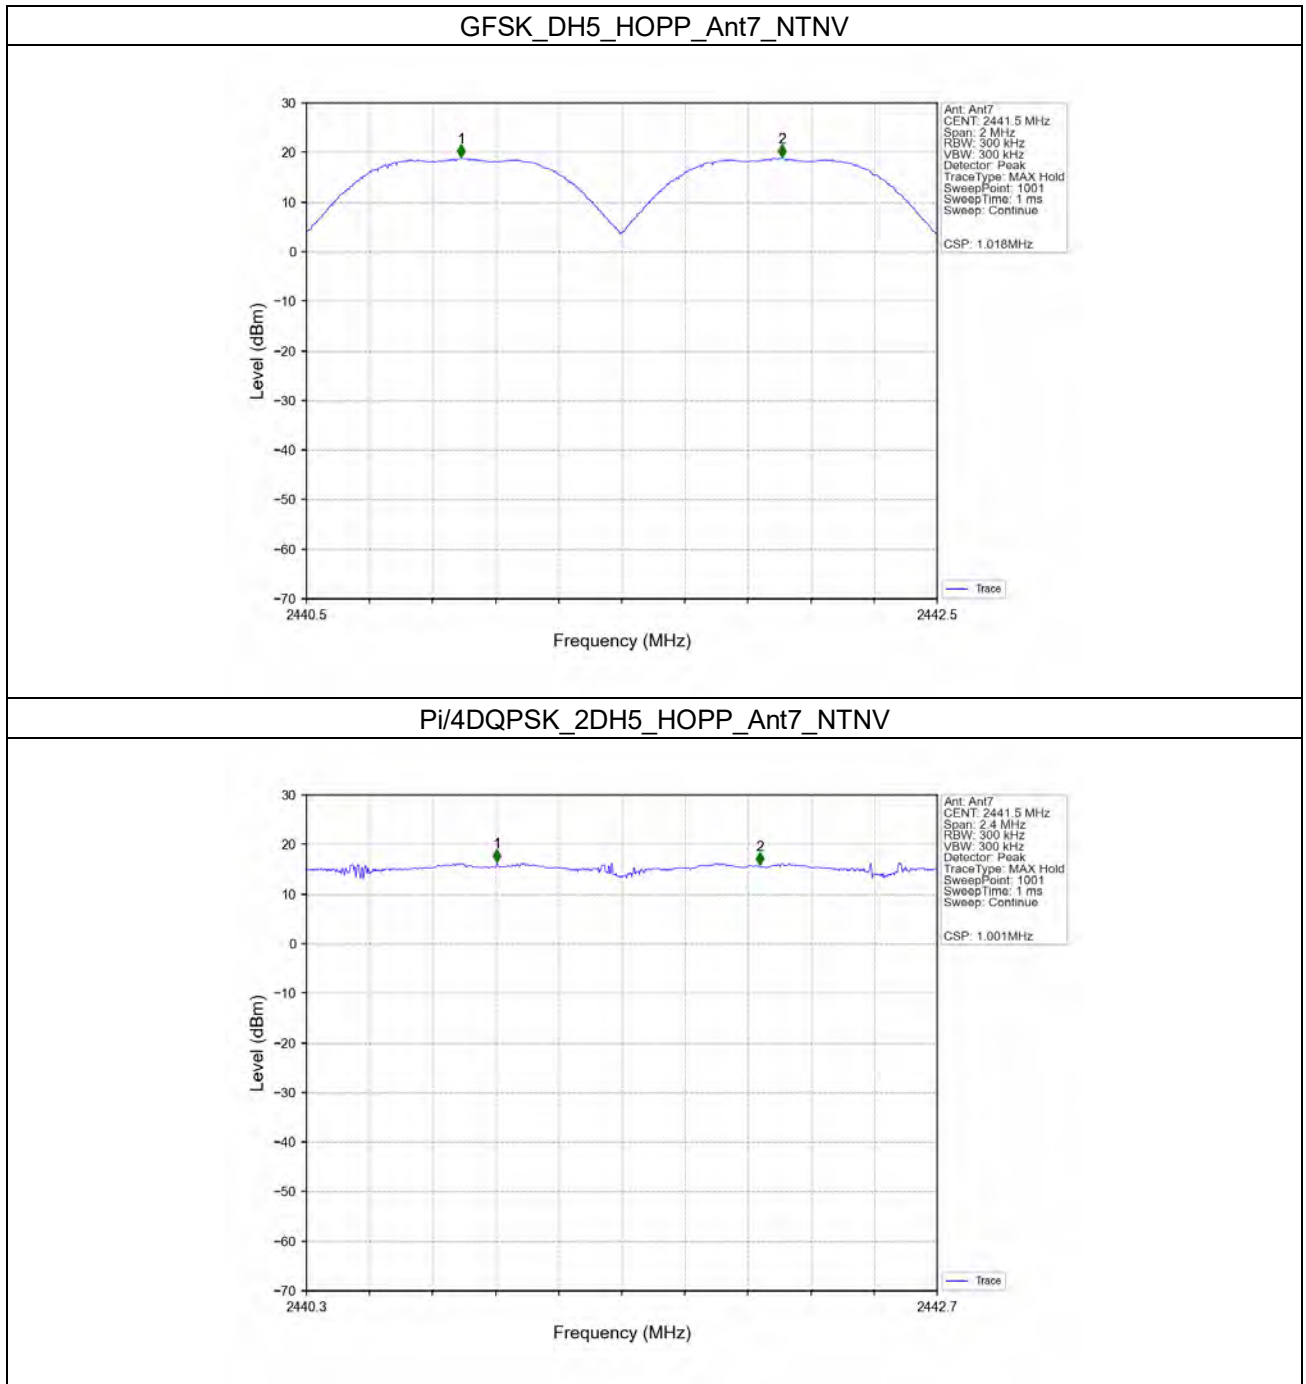 GFSK_DH5_HOPP_Ant7_NTNV
30
20
10
0
−10
−20
−30
−40
−50
−60
−70
Level (dBm)
1
2
2440.5
2442.5
Frequency (MHz)
Ant: Ant7
CENT: 2441.5 MHz
Span: 2 MHz
RBW: 300 kHz
VBW: 300 kHz
Detector: Peak
TraceType: MAX Hold
SweepPoint: 1001
SweepTime: 1 ms
Sweep: Continue
CSP: 1.018MHz
Trace
Pi/4DQPSK_2DH5_HOPP_Ant7_NTNV
30
20
10
0
−10
−20
−30
−40
−50
−60
−70
Level (dBm)
1
2
2440.3
2442.7
Frequency (MHz)
Ant: Ant7
CENT: 2441.5 MHz
Span: 2.4 MHz
RBW: 300 kHz
VBW: 300 kHz
Detector: Peak
TraceType: MAX Hold
SweepPoint: 1001
SweepTime: 1 ms
Sweep: Continue
CSP: 1.001MHz
Trace